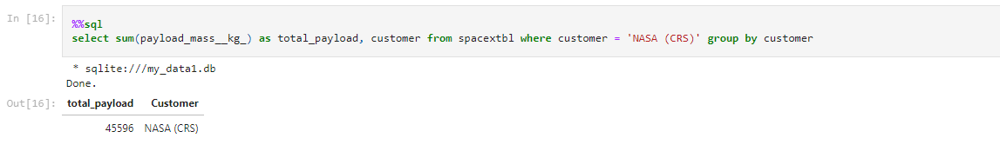 In [16]:
%%sql
select sum(payload_mass__kg_) as total_payload, customer from spacextbl where customer = 'NASA (CRS)' group by customer
* sqlite:///my_data1.db
Done.
Out[16]: total_payload Customer
45596 NASA (CRS)